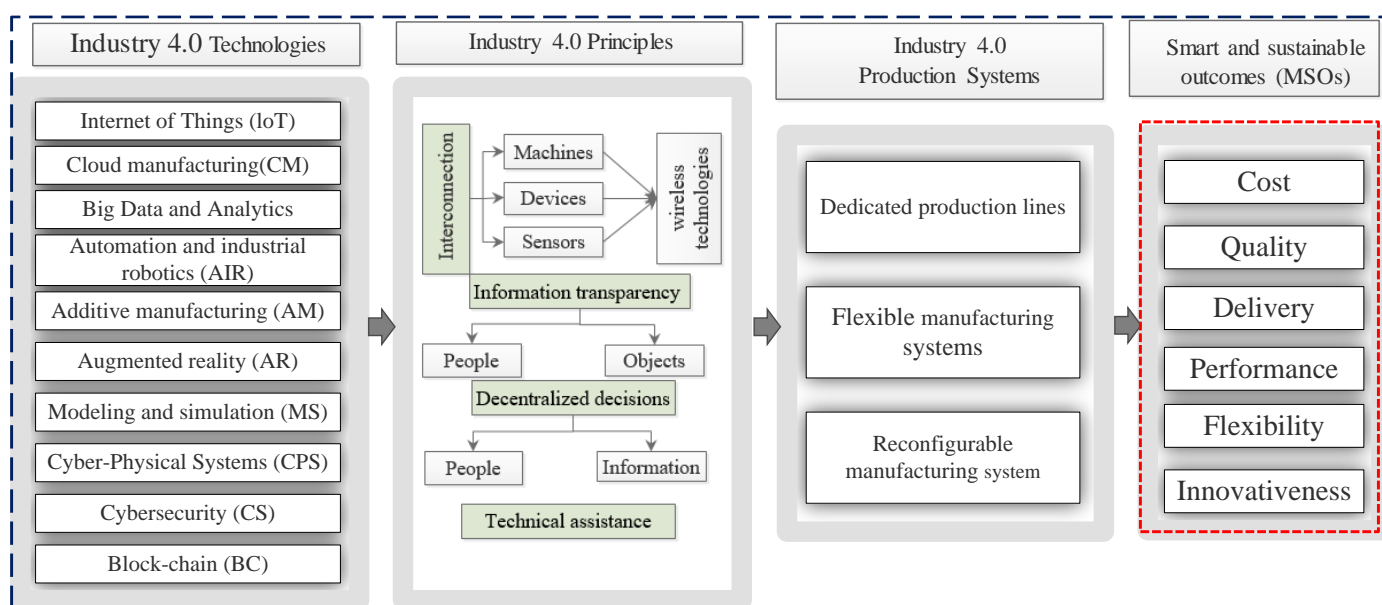 Industry 4.0 Technologies
Internet of Things (loT)
Cloud manufacturing(CM)
Big Data and Analytics
Automation and industrial
robotics (AIR)
Additive manufacturing (AM)
Augmented reality (AR)
Modeling and simulation (MS)
Cyber-Physical Systems (CPS)
Cybersecurity (CS)
Block-chain (BC)
Industry 4.0 Principles
Interconnection
Machines
Devices
Sensors
wireless
technologies
Information transparency
People
Objects
Decentralized decisions
People
Information
Technical assistance
Industry 4.0
Production Systems
Dedicated production lines
Flexible manufacturing
systems
Reconfigurable
manufacturing system
Smart and sustainable
outcomes (MSOs)
Cost
Quality
Delivery
Performance
Flexibility
Innovativeness